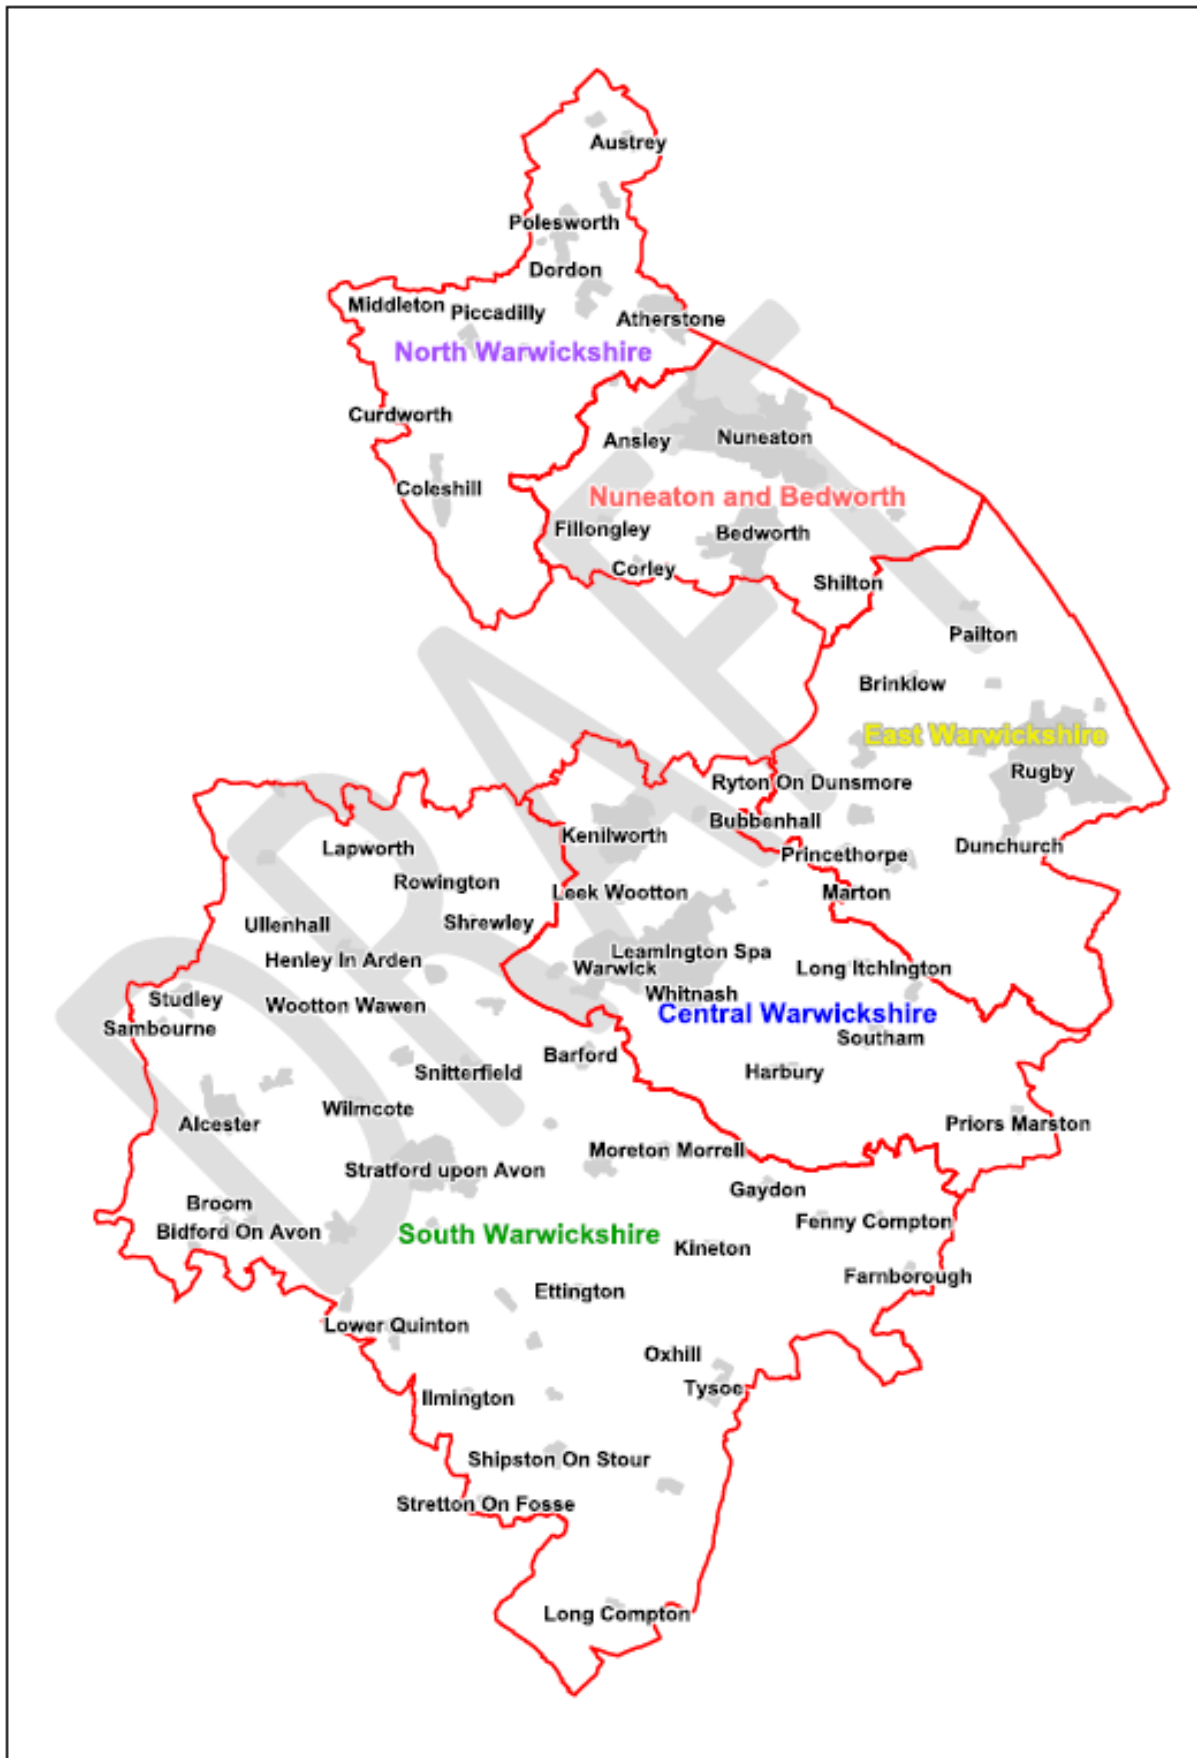 Austrey
Polesworth
Dordon
Middleton
Piccadilly
Atherstone
North Warwickshire
Curdworth
Ansley
Nuneaton
Coleshill
Nuneaton and Bedworth
Fillongley
Bedworth
Corley
Shilton
Pailton
Brinklow
East Warwickshire
Rugby
Ryton On Dunsmore
Bubbenhall
Kenilworth
Lapworth
Princethorpe
Dunchurch
Rowington
Leek Wootton
Marton
Ullenhall
Shrewley
Henley In Arden
Leamington Spa
Warwick
Long Itchington
Studley
Wootton Wawen
Whitnash
Central Warwickshire
Sambourne
Southam
Barford
Snitterfield
Harbury
Wilmcote
Alcester
Priors Marston
Moreton Morrell
Stratford upon Avon
Gaydon
Broom
Bidford On Avon
South Warwickshire
Fenny Compton
Kineton
Farnborough
Ettington
Lower Quinton
Oxhill
Tysoe
Ilmington
Shipston On Stour
Stretton On Fosse
Long Compton
DRAFT